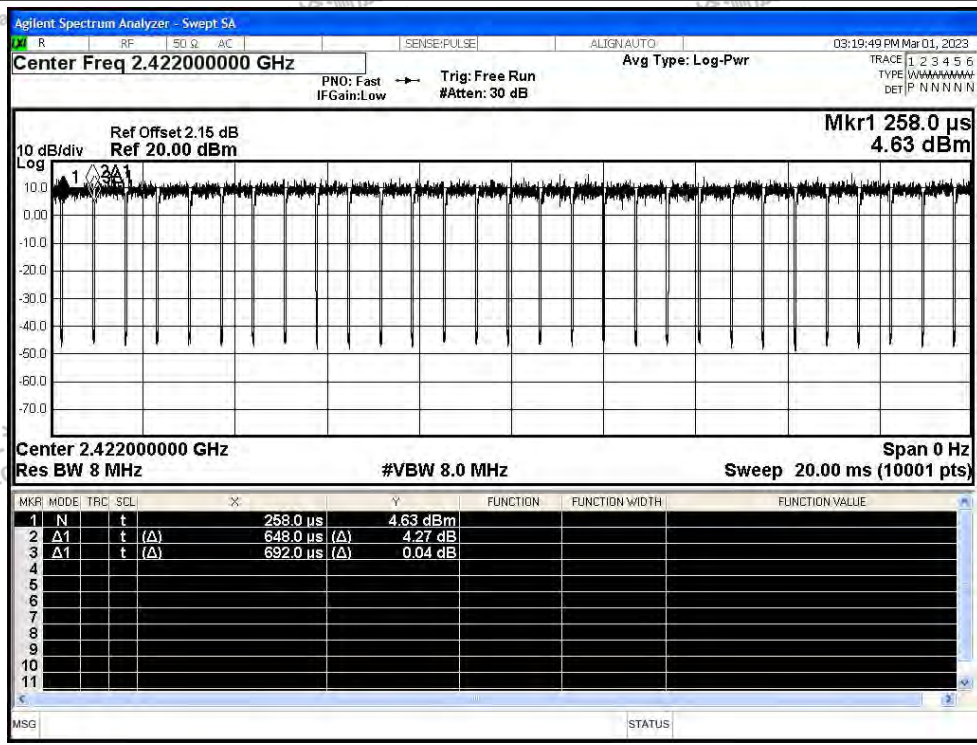 Agilent Spectrum Analyzer - Swept SA
R RF 50 Ω AC SENSE:PULSE ALIGN AUTO 03:19:49 PM Mar 01, 2023
Center Freq 2.422000000 GHz
PNO: Fast
IFGain:Low
Trig: Free Run
#Atten: 30 dB
Avg Type: Log-Pwr
TRACE 1 2 3 4 5 6
TYPE
DET P N N N N N
Ref Offset 2.15 dB
10 dB/div Ref 20.00 dBm
Mkr1 258.0 µs
4.63 dBm
Log
1 2Δ1
10.0
0.00
-10.0
-20.0
-30.0
-40.0
-50.0
-60.0
-70.0
Center 2.422000000 GHz Span 0 Hz
Res BW 8 MHz #VBW 8.0 MHz Sweep 20.00 ms (10001 pts)
MKR MODE TRC SCL X Y FUNCTION FUNCTION WIDTH FUNCTION VALUE
1 N t 258.0 µs 4.63 dBm
2 Δ1 t (Δ) 648.0 µs (Δ) 4.27 dB
3 Δ1 t (Δ) 692.0 µs (Δ) 0.04 dB
4
5
6
7
8
9
10
11
MSG STATUS